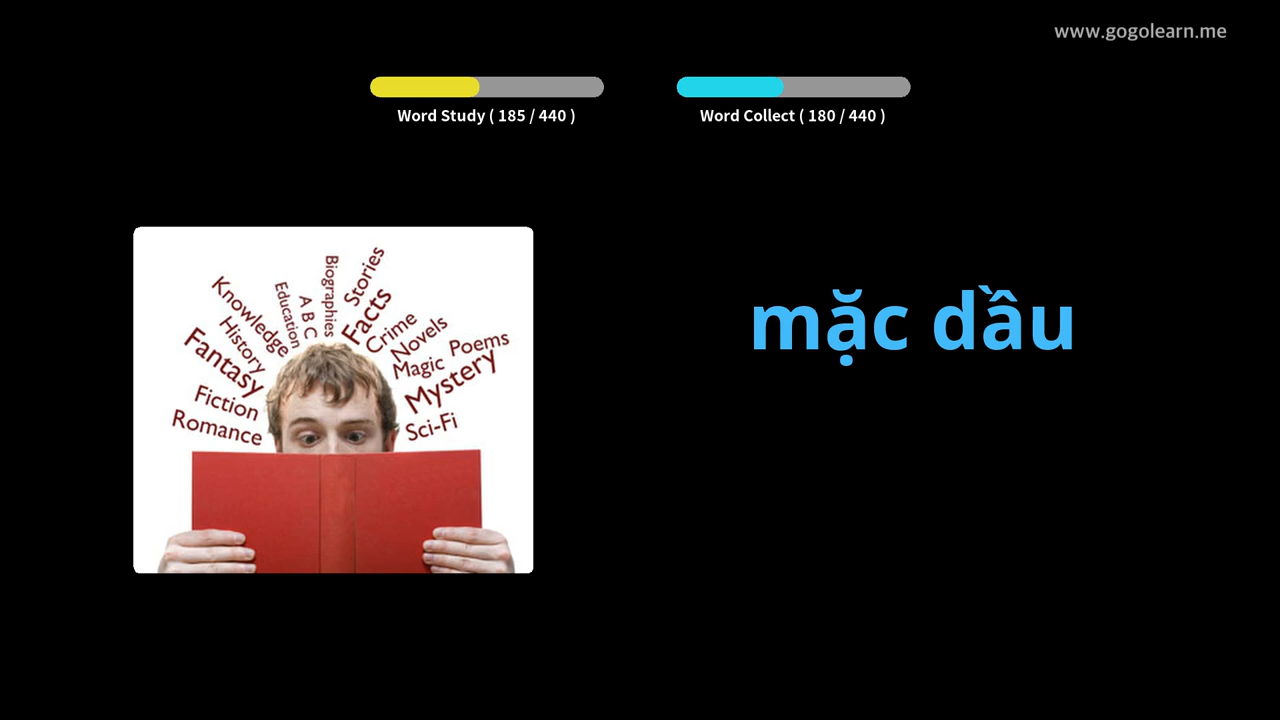 www.gogolearn.me
Word Study ( 185 / 440 )
Word Collect ( 180 / 440 )
mặc dầu
Biographies
Stories
Education
A B C
Facts
Knowledge
Crime
History
Novels
Poems
Fantasy
Magic
Mystery
Fiction
Romance
Sci-Fi